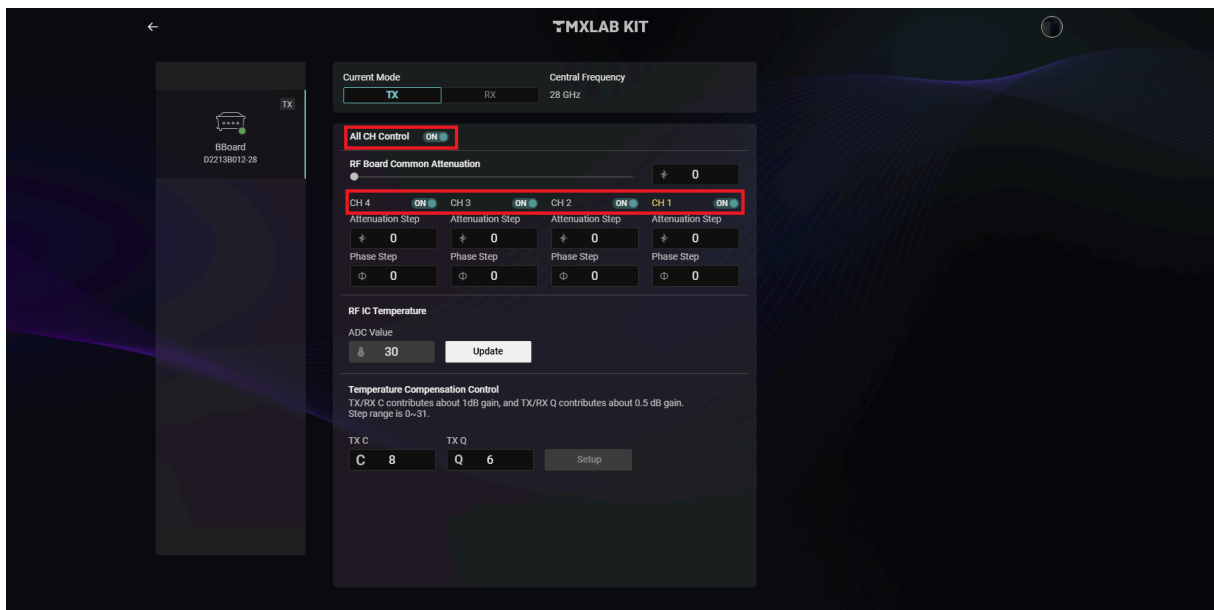 TMXLAB KIT
TX
BBoard
D2213B012-28
Current Mode
Central Frequency
TX RX 28 GHz
All CH Control ON
RF Board Common Attenuation
0
CH 4 ON CH 3 ON CH 2 ON CH 1 ON
Attenuation Step Attenuation Step Attenuation Step Attenuation Step
0 0 0 0
Phase Step Phase Step Phase Step Phase Step
Φ 0 Φ 0 Φ 0 Φ 0
RF IC Temperature
ADC Value
30 Update
Temperature Compensation Control
TX/RX C contributes about 1dB gain, and TX/RX Q contributes about 0.5 dB gain.
Step range is 0~31.
TX C TX Q
C 8 Q 6 Setup